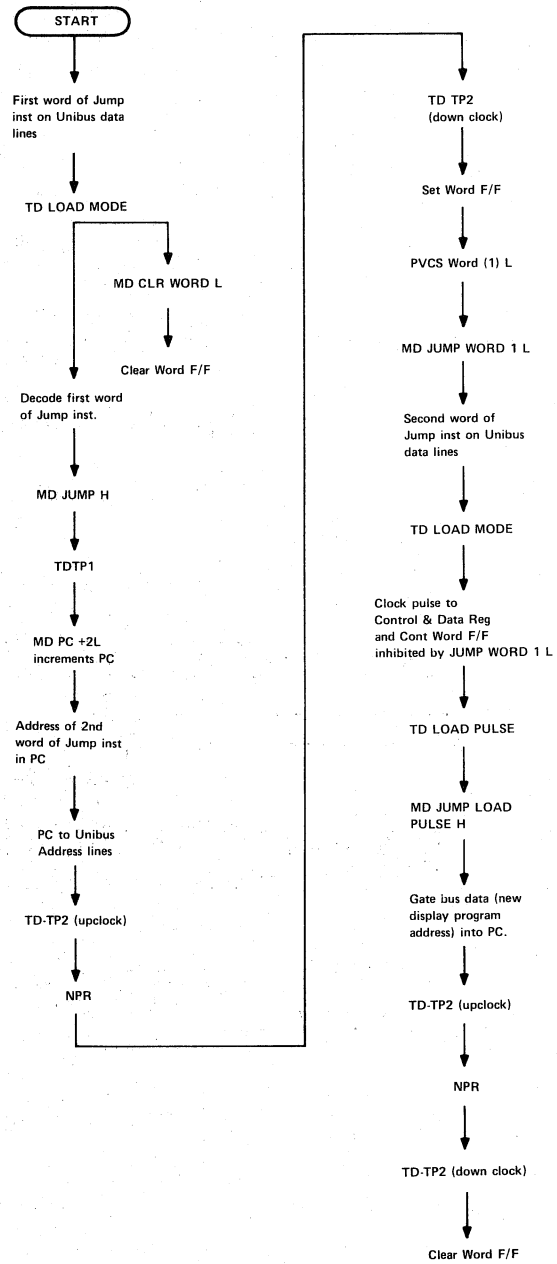 START
First word of Jump
inst on Unibus data
lines
TD LOAD MODE
MD CLR WORD L
Clear Word F/F
Decode first word
of Jump inst.
MD JUMP H
TDTP1
MD PC +2L
increments PC
Address of 2nd
word of Jump inst
in PC
PC to Unibus
Address lines
TD-TP2 (upclock)
NPR
TD TP2
(down clock)
Set Word F/F
PVCS Word (1) L
MD JUMP WORD 1 L
Second word of
Jump inst on Unibus
data lines
TD LOAD MODE
Clock pulse to
Control & Data Reg
and Cont Word F/F
inhibited by JUMP WORD 1 L
TD LOAD PULSE
MD JUMP LOAD
PULSE H
Gate bus data (new
display program
address) into PC.
TD-TP2 (upclock)
NPR
TD-TP2 (down clock)
Clear Word F/F